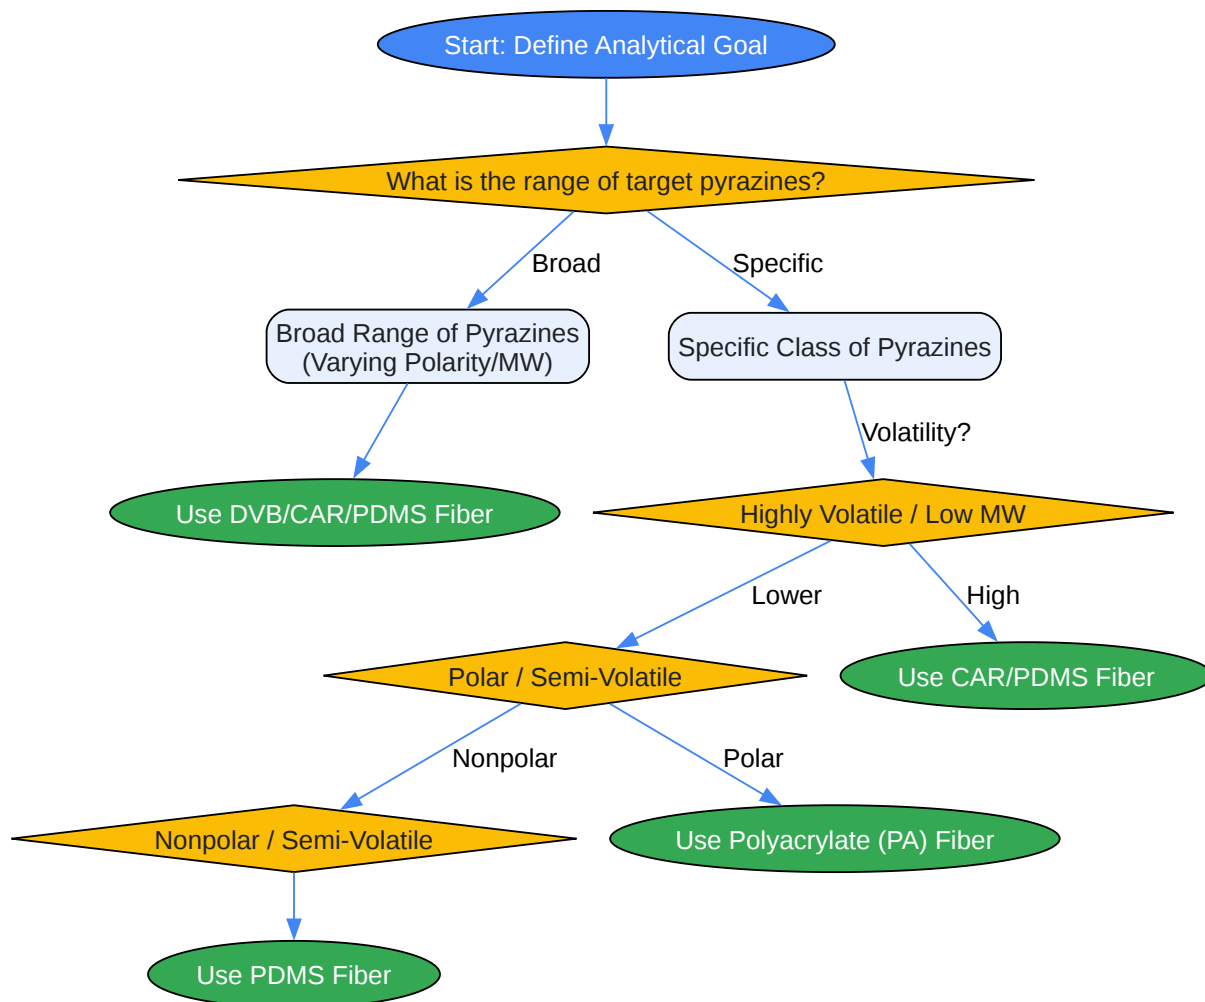 Start: Define Analytical Goal
What is the range of target pyrazines?
Broad
Specific
Broad Range of Pyrazines
(Varying Polarity/MW)
Specific Class of Pyrazines
Volatility?
Use DVB/CAR/PDMS Fiber
Highly Volatile / Low MW
Lower
High
Polar / Semi-Volatile
Use CAR/PDMS Fiber
Nonpolar
Polar
Nonpolar / Semi-Volatile
Use Polyacrylate (PA) Fiber
Use PDMS Fiber